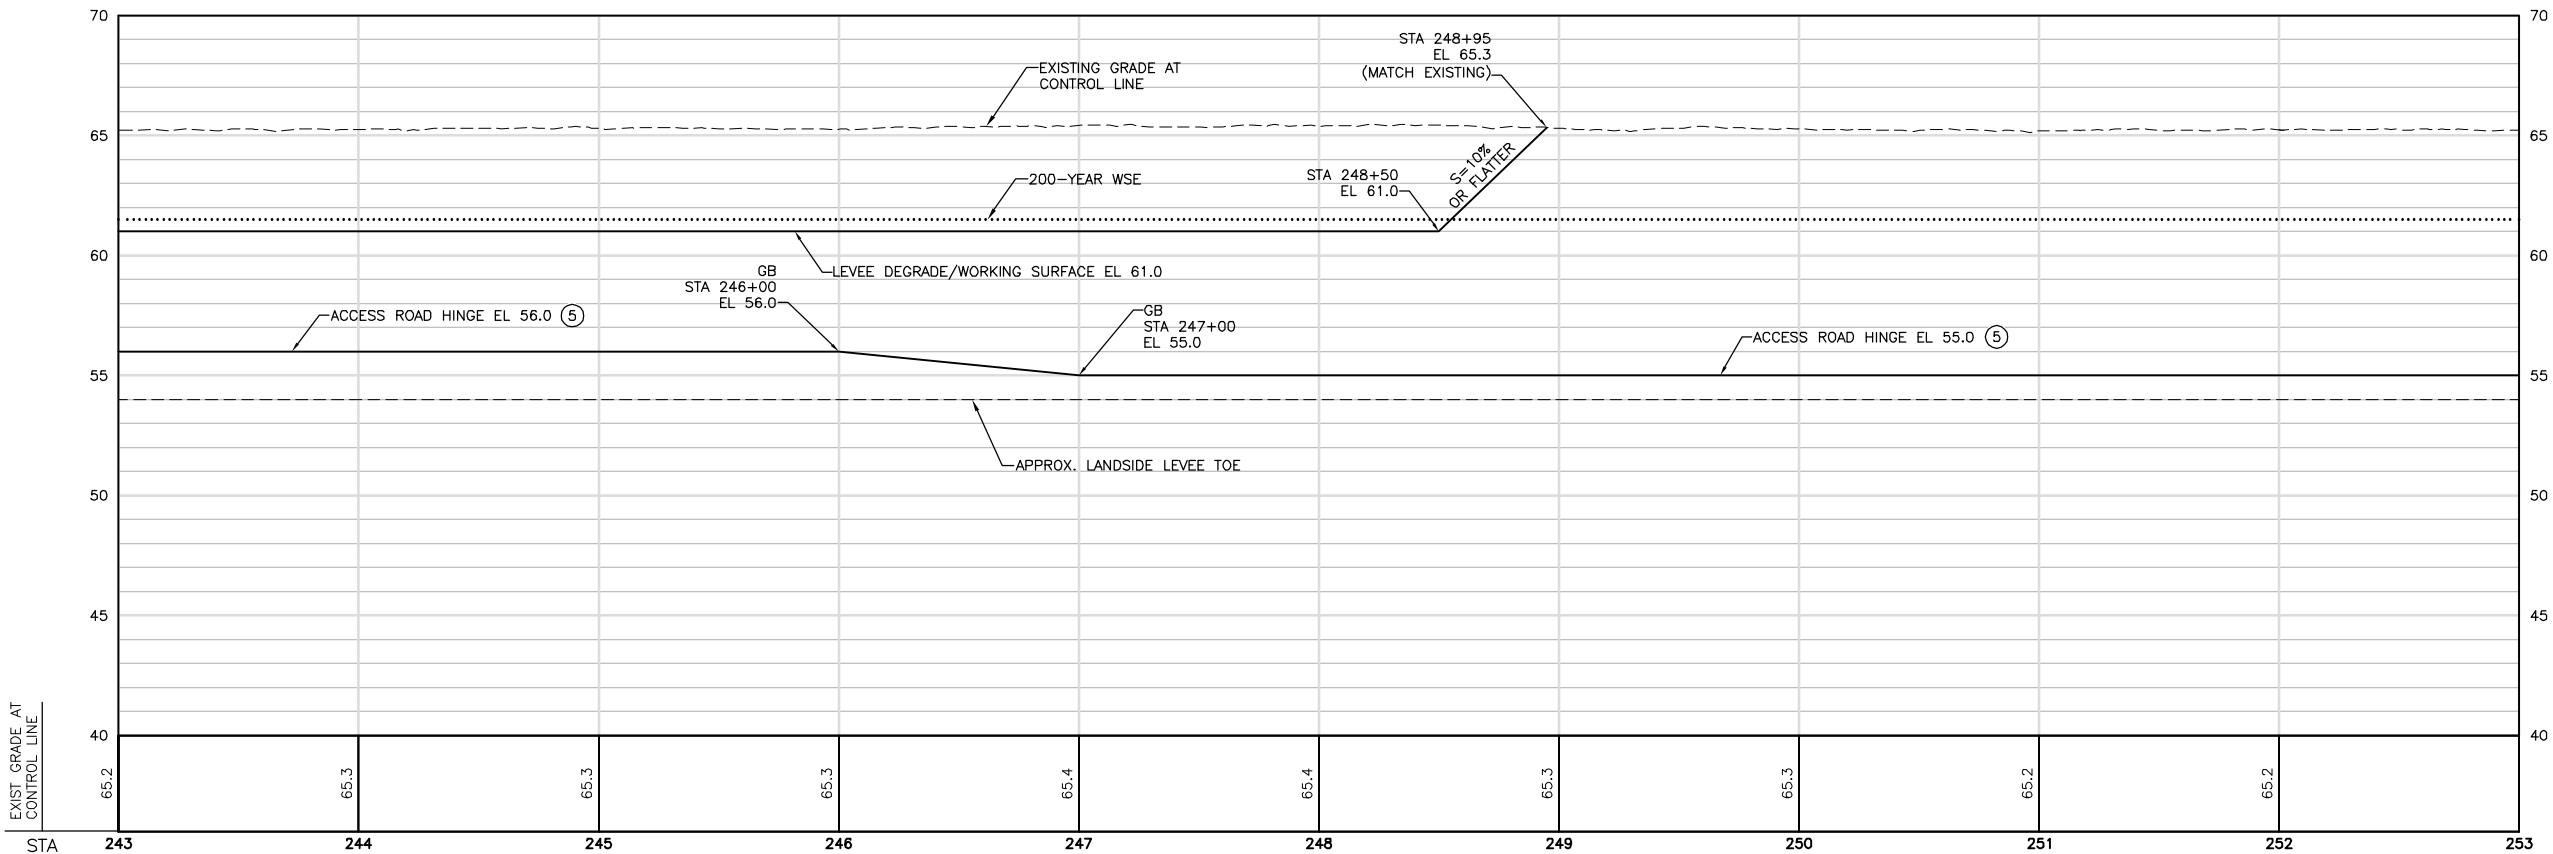 70
70
STA 248+95
EL 65.3
(MATCH EXISTING)
EXISTING GRADE AT
CONTROL LINE
65
65
S=10%
OR FLATTER
200-YEAR WSE
STA 248+50
EL 61.0
60
60
LEVEE DEGRADE/WORKING SURFACE EL 61.0
GB
STA 246+00
EL 56.0
ACCESS ROAD HINGE EL 56.0 5
GB
STA 247+00
EL 55.0
ACCESS ROAD HINGE EL 55.0 5
55
55
APPROX. LANDSIDE LEVEE TOE
50
50
45
45
40
40
EXIST GRADE AT
CONTROL LINE
65.2
65.3
65.3
65.3
65.4
65.4
65.3
65.3
65.2
65.2
STA
243
244
245
246
247
248
249
250
251
252
253